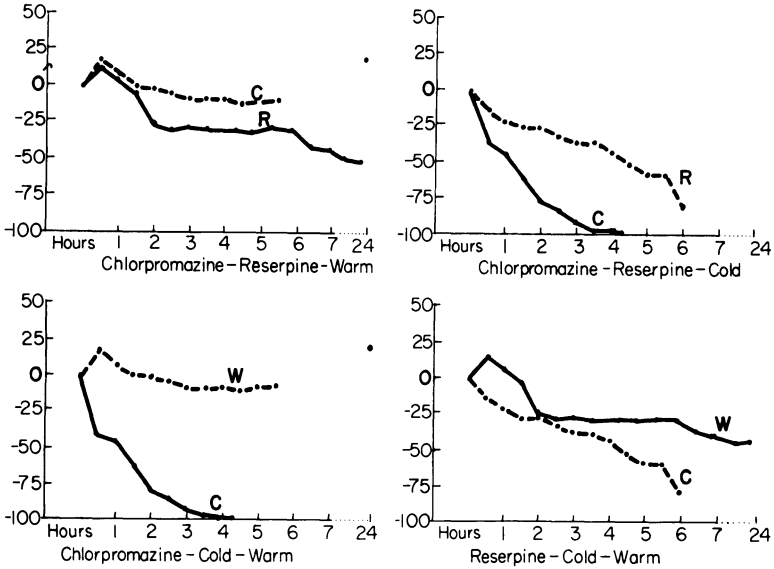 50
25
0
-25
-50
-75
-100
C
R
Hours 1 2 3 4 5 6 7 24
Chlorpromazine-Reserpine-Warm
50
25
0
-25
-50
-75
-100
R
C
Hours 1 2 3 4 5 6 7 24
Chlorpromazine-Reserpine-Cold
50
25
0
-25
-50
-75
-100
W
C
Hours 1 2 3 4 5 6 7 24
Chlorpromazine-Cold-Warm
50
25
0
-25
-50
-75
-100
W
C
Hours 1 2 3 4 5 6 7 24
Reserpine-Cold-Warm